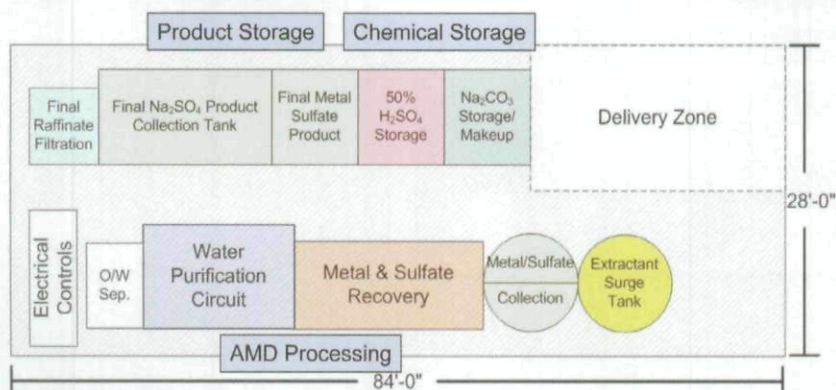 Product Storage
Chemical Storage
Final
Raffinate
Filtration
Final Na₂SO₄ Product
Collection Tank
Final Metal
Sulfate
Product
50%
H₂SO₄
Storage
Na₂CO₃
Storage/
Makeup
Delivery Zone
28'-0"
Electrical
Controls
O/W
Sep.
Water
Purification
Circuit
Metal & Sulfate
Recovery
Metal/Sulfate
Collection
Extractant
Surge
Tank
AMD Processing
84'-0"